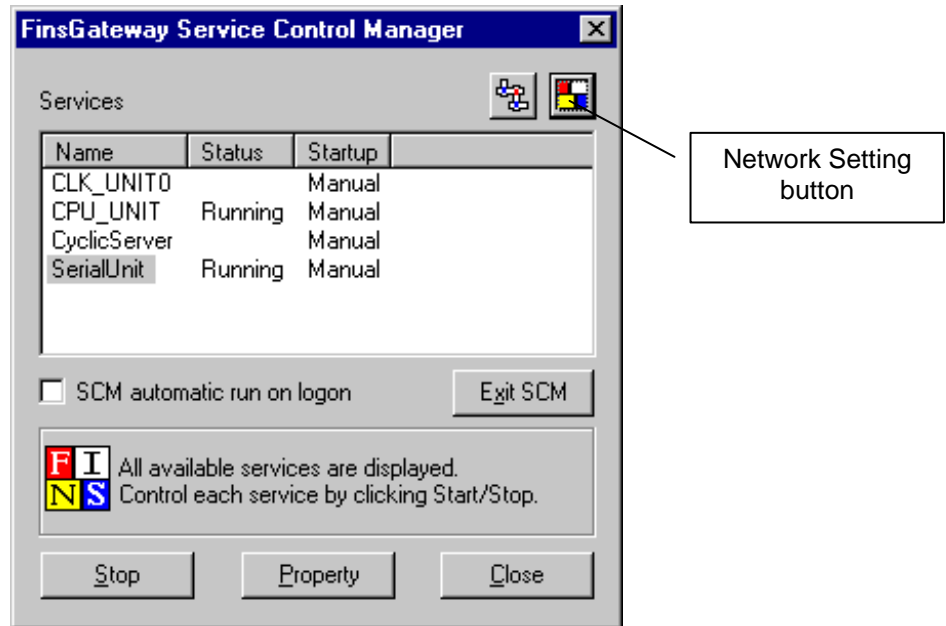 FinsGateway Service Control Manager
Services
Name Status Startup
CLK_UNIT0 Manual
CPU_UNIT Running Manual
CyclicServer Manual
SerialUnit Running Manual
Network Setting
button
SCM automatic run on logon
Exit SCM
F I
N S
All available services are displayed.
Control each service by clicking Start/Stop.
Stop Property Close